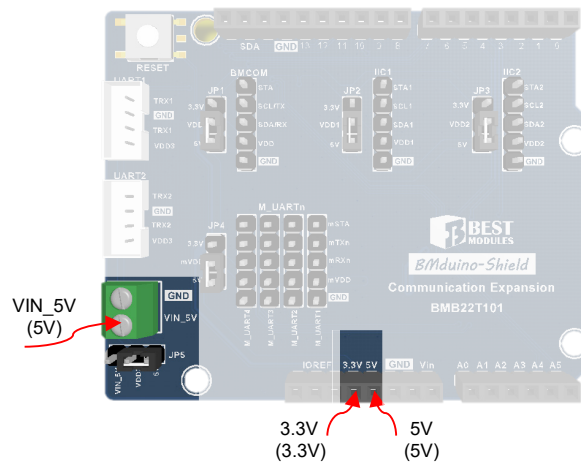 SDA GND 13 12 11 10 9 8 7 6 5 4 3 2 1 0
RESET
UART1
TRX1
GND
TRX1
VDD3
JP1
3.3V
VDD
5V
BMCOM
STA
SCL/TX
SDA/RX
VDD
GND
JP2
3.3V
VDD1
5V
IIC1
STA1
SCL1
SDA1
VDD1
GND
JP3
3.3V
VDD2
5V
IIC2
STA2
SCL2
SDA2
VDD2
GND
UART2
TRX2
GND
TRX2
VDD3
JP4
3.3V
mVDD
5V
M_UARTn
mSTA
mTXn
mRXn
mVDD
GND
M_UART4
M_UART3
M_UART2
M_UART1
BEST
MODULES
BMduino-Shield
Communication Expansion
BMB22T101
GND
VIN_5V
JP5
VIN_5V
VDD
VIN_5V
(5V)
IOREF 3.3V 5V GND Vin A0 A1 A2 A3 A4 A5
3.3V
(3.3V)
5V
(5V)